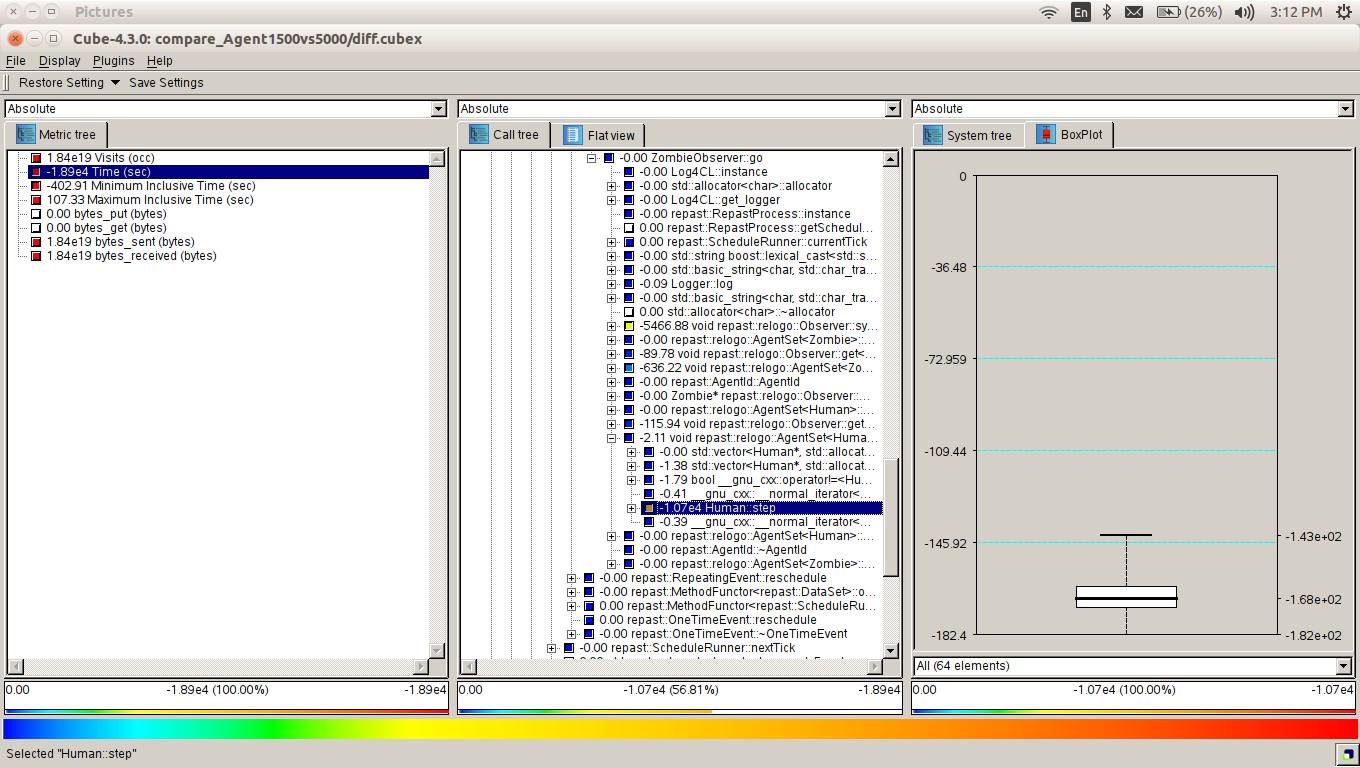 Pictures
En
(26%)
3:12 PM
Cube-4.3.0: compare_Agent1500vs5000/diff.cubex
File Display Plugins Help
Restore Setting Save Settings
Absolute
Metric tree
1.84e19 Visits (occ)
-1.89e4 Time (sec)
-402.91 Minimum Inclusive Time (sec)
107.33 Maximum Inclusive Time (sec)
0.00 bytes_put (bytes)
0.00 bytes_get (bytes)
1.84e19 bytes_sent (bytes)
1.84e19 bytes_received (bytes)
0.00 -1.89e4 (100.00%) -1.89e4
Absolute
Call tree Flat view
-0.00 ZombieObserver::go
-0.00 Log4CL::instance
-0.00 std::allocator<char>::allocator
-0.00 Log4CL::get_logger
-0.00 repast::RepastProcess::instance
0.00 repast::RepastProcess::getSchedul...
0.00 repast::ScheduleRunner::currentTick
-0.00 std::string boost::lexical_cast<std::s...
-0.00 std::basic_string<char, std::char_tra...
-0.09 Logger::log
-0.00 std::basic_string<char, std::char_tra...
0.00 std::allocator<char>::~allocator
-5466.88 void repast::relogo::Observer::sy...
-0.00 repast::relogo::AgentSet<Zombie>::...
-89.78 void repast::relogo::Observer::get<...
-636.22 void repast::relogo::AgentSet<Zo...
-0.00 repast::AgentId::AgentId
-0.00 Zombie* repast::relogo::Observer::...
-0.00 repast::relogo::AgentSet<Human>::...
-115.94 void repast::relogo::Observer::get...
-2.11 void repast::relogo::AgentSet<Huma...
-0.00 std::vector<Human*, std::allocat...
-1.38 std::vector<Human*, std::allocat...
-1.79 bool __gnu_cxx::operator!=<Hu...
-0.41 __gnu_cxx::__normal_iterator<...
-1.07e4 Human::step
-0.39 __gnu_cxx::__normal_iterator<...
-0.00 repast::relogo::AgentSet<Human>::...
-0.00 repast::AgentId::~AgentId
-0.00 repast::relogo::AgentSet<Zombie>::...
-0.00 repast::RepeatingEvent::reschedule
-0.00 repast::MethodFunctor<repast::DataSet>::o...
0.00 repast::MethodFunctor<repast::ScheduleRu...
0.00 repast::OneTimeEvent::reschedule
-0.00 repast::OneTimeEvent::~OneTimeEvent
-0.00 repast::ScheduleRunner::nextTick
0.00 -1.07e4 (56.81%) -1.89e4
Absolute
System tree BoxPlot
0
-36.48
-72.959
-109.44
-145.92
-182.4
-1.43e+02
-1.68e+02
-1.82e+02
All (64 elements)
0.00 -1.07e4 (100.00%) -1.07e4
Selected "Human::step"